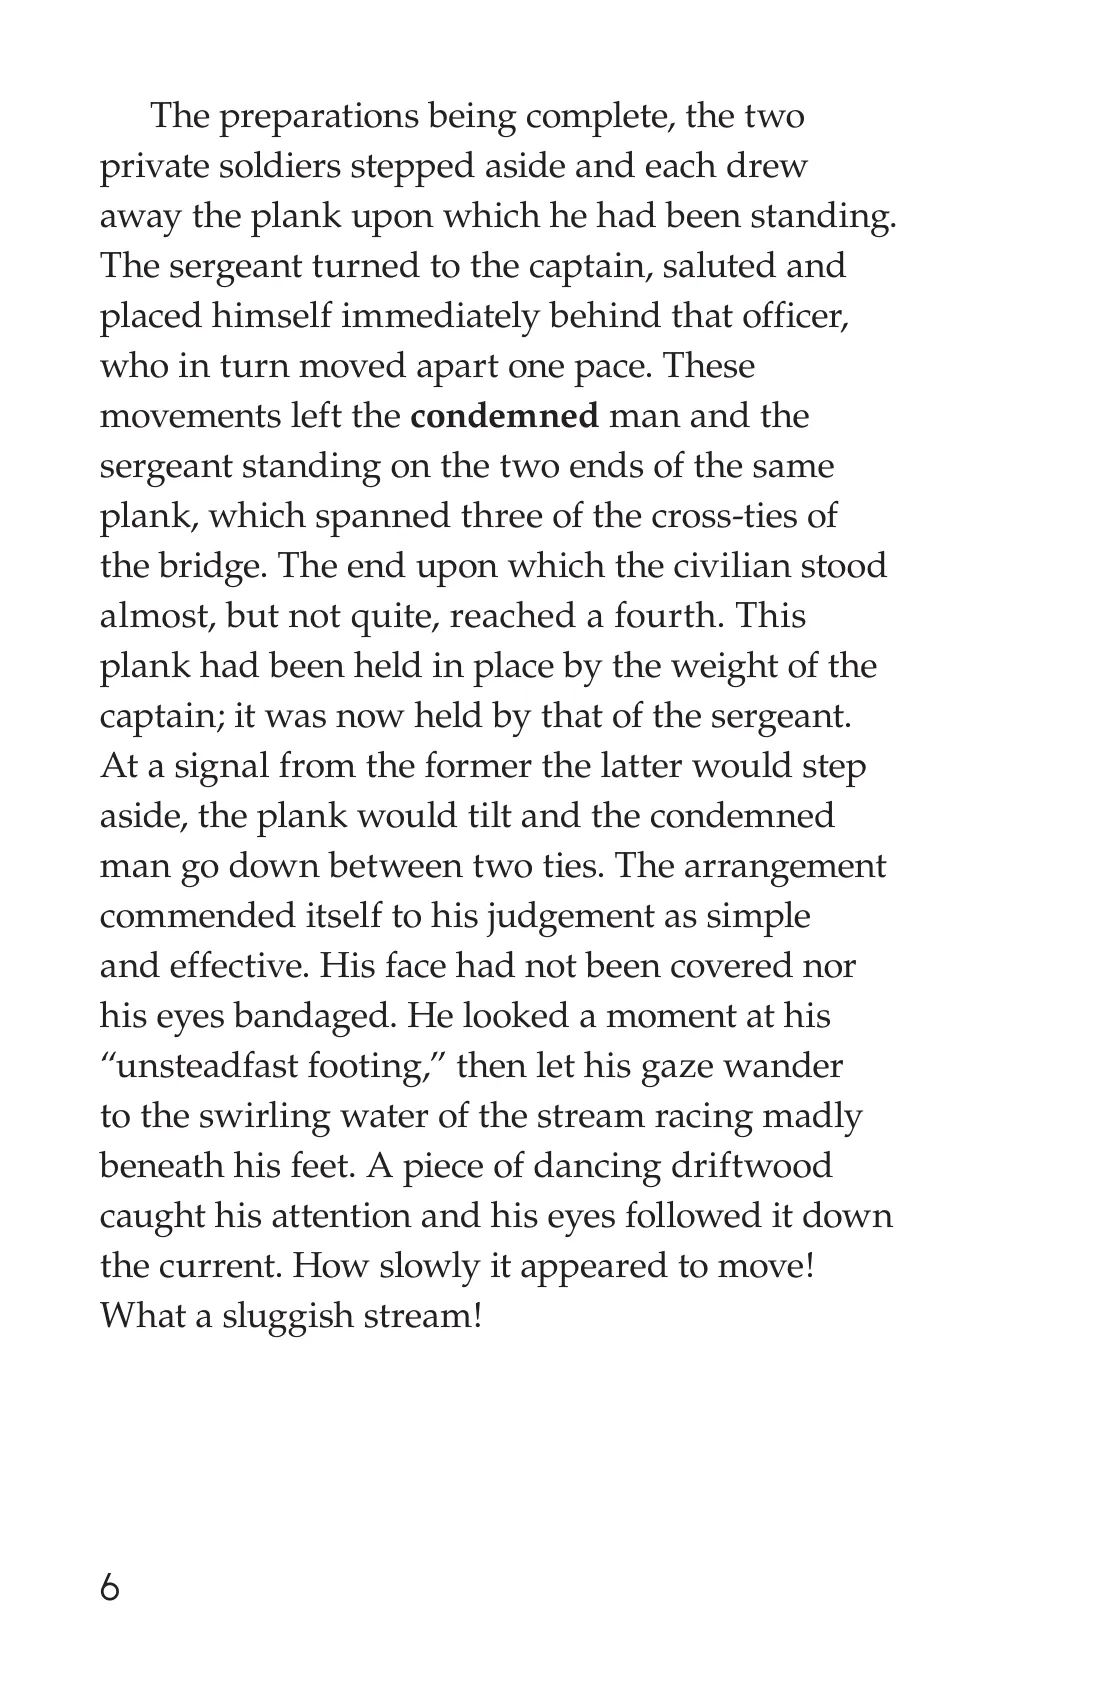 The preparations being complete, the two
private soldiers stepped aside and each drew
away the plank upon which he had been standing.
The sergeant turned to the captain, saluted and
placed himself immediately behind that officer,
who in turn moved apart one pace. These
movements left the condemned man and the
sergeant standing on the two ends of the same
plank, which spanned three of the cross-ties of
the bridge. The end upon which the civilian stood
almost, but not quite, reached a fourth. This
plank had been held in place by the weight of the
captain; it was now held by that of the sergeant.
At a signal from the former the latter would step
aside, the plank would tilt and the condemned
man go down between two ties. The arrangement
commended itself to his judgement as simple
and effective. His face had not been covered nor
his eyes bandaged. He looked a moment at his
“unsteadfast footing,” then let his gaze wander
to the swirling water of the stream racing madly
beneath his feet. A piece of dancing driftwood
caught his attention and his eyes followed it down
the current. How slowly it appeared to move!
What a sluggish stream!
6